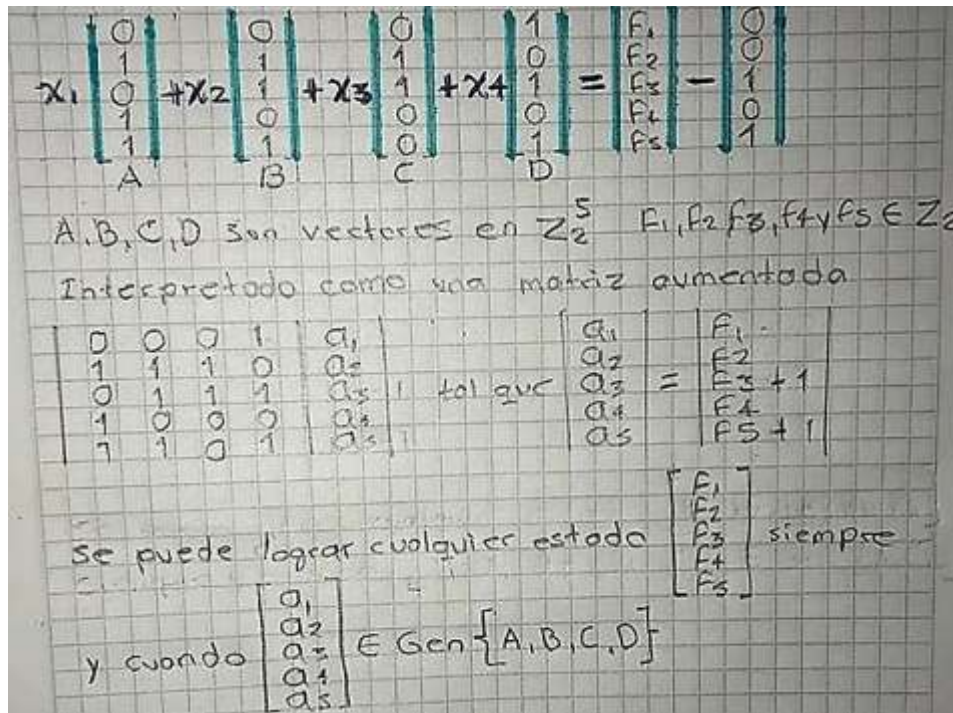 x₁ [0 1 0 1 1] + x₂ [0 1 1 0 1] + x₃ [0 1 1 0 0] + x₄ [1 0 1 0 1] = [F₁ F₂ F₃ F₄ F₅] − [0 0 1 0 1]
A B C D
A, B, C, D son vectores en Z₂⁵ F₁, F₂ f₃, f₄ y f₅ ∈ Z₂
Interpretado como una matriz aumentada
0 0 0 1 | a₁
1 1 1 0 | a₂
0 1 1 1 | a₃ tal que [a₁ a₂ a₃ a₄ a₅] = [F₁ F₂ F₃ + 1 F₄ F5 + 1]
1 0 0 0 | a₄
1 1 0 1 | a₅
se puede lograr cualquier estado [F₁ F₂ F₃ F₄ F₅] siempre
y cuando [a₁ a₂ a₃ a₄ a₅] ∈ Gen {A, B, C, D}